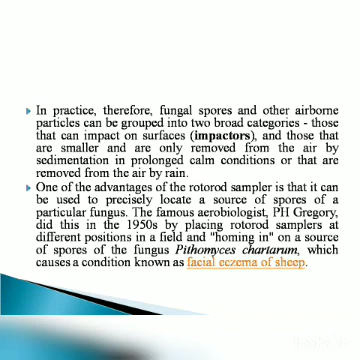 In practice, therefore, fungal spores and other airborne
particles can be grouped into two broad categories - those
that can impact on surfaces (impactors), and those that
are smaller and are only removed from the air by
sedimentation in prolonged calm conditions or that are
removed from the air by rain.
One of the advantages of the rotorod sampler is that it can
be used to precisely locate a source of spores of a
particular fungus. The famous aerobiologist, PH Gregory,
did this in the 1950s by placing rotorod samplers at
different positions in a field and "homing in" on a source
of spores of the fungus Pithomyces chartarum, which
causes a condition known as facial eczema of sheep.